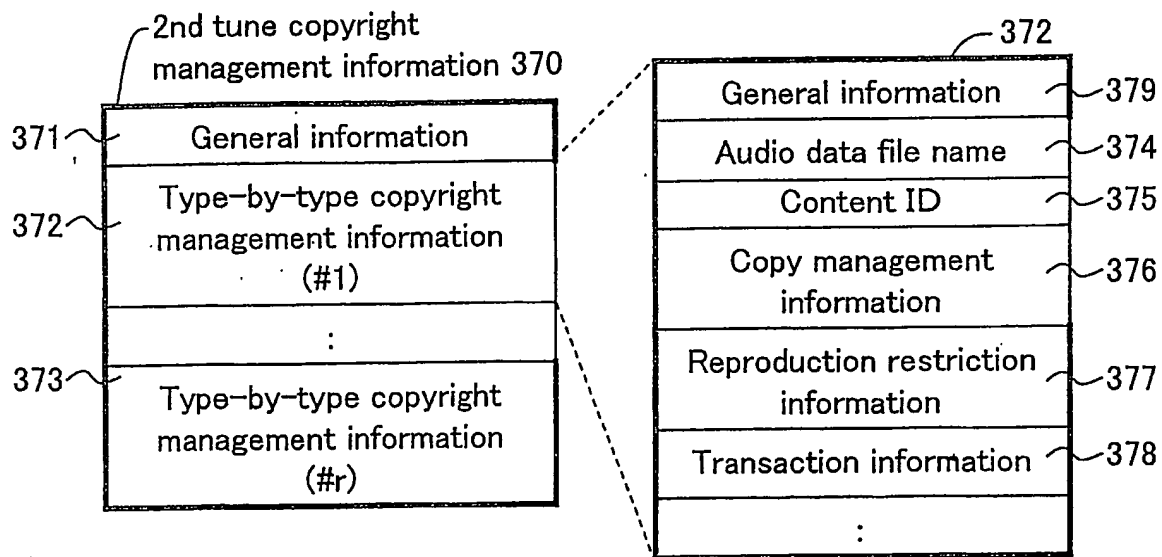 2nd tune copyright
management information 370
371
General information
372
Type-by-type copyright
management information
(#1)
:
373
Type-by-type copyright
management information
(#r)
372
General information
379
Audio data file name
374
Content ID
375
Copy management
information
376
Reproduction restriction
information
377
Transaction information
378
: